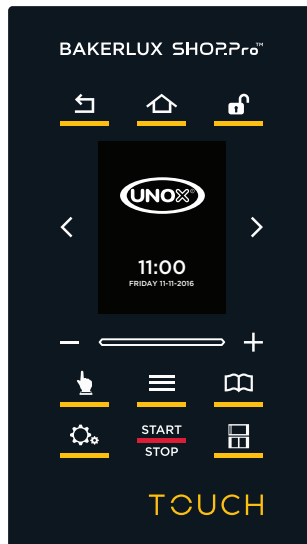 BAKERLUX SHOP.Pro™
UNOX®
11:00
FRIDAY 11-11-2016
START
STOP
TOUCH